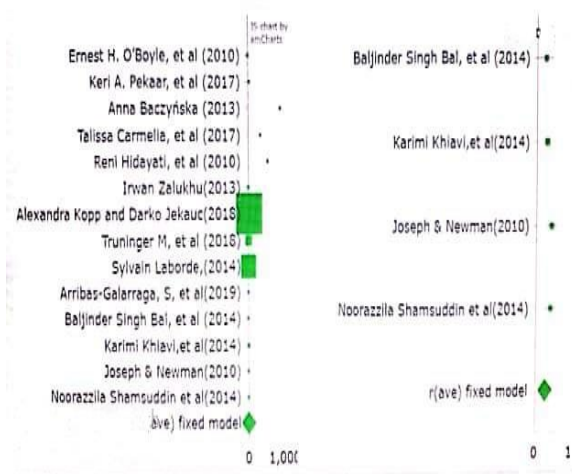 JS chart by
amCharts
Ernest H. O'Boyle, et al (2010)
Keri A. Pekaar, et al (2017)
Anna Baczyńska (2013)
Talissa Carmelia, et al (2017)
Reni Hidayati, et al (2010)
Irwan Zalukhu(2013)
Alexandra Kopp and Darko Jekauc(2018)
Truninger M, et al (2018)
Sylvain Laborde,(2014)
Arribas-Galarraga, S, et al(2019)
Baljinder Singh Bal, et al (2014)
Karimi Khiavi,et al(2014)
Joseph & Newman(2010)
Noorazzila Shamsuddin et al(2014)
ave) fixed model
0 1,000
Baljinder Singh Bal, et al (2014)
Karimi Khiavi,et al(2014)
Joseph & Newman(2010)
Noorazzila Shamsuddin et al(2014)
r(ave) fixed model
0 1